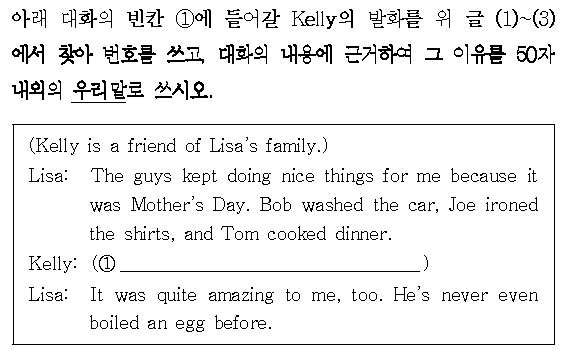 아래 대화의 빈칸 ①에 들어갈 Kelly의 발화를 위 글 (1)~(3)
에서 찾아 번호를 쓰고, 대화의 내용에 근거하여 그 이유를 50자
내외의 우리말로 쓰시오.
(Kelly is a friend of Lisa's family.)
Lisa: The guys kept doing nice things for me because it
was Mother's Day. Bob washed the car, Joe ironed
the shirts, and Tom cooked dinner.
Kelly: (① )
Lisa: It was quite amazing to me, too. He's never even
boiled an egg before.